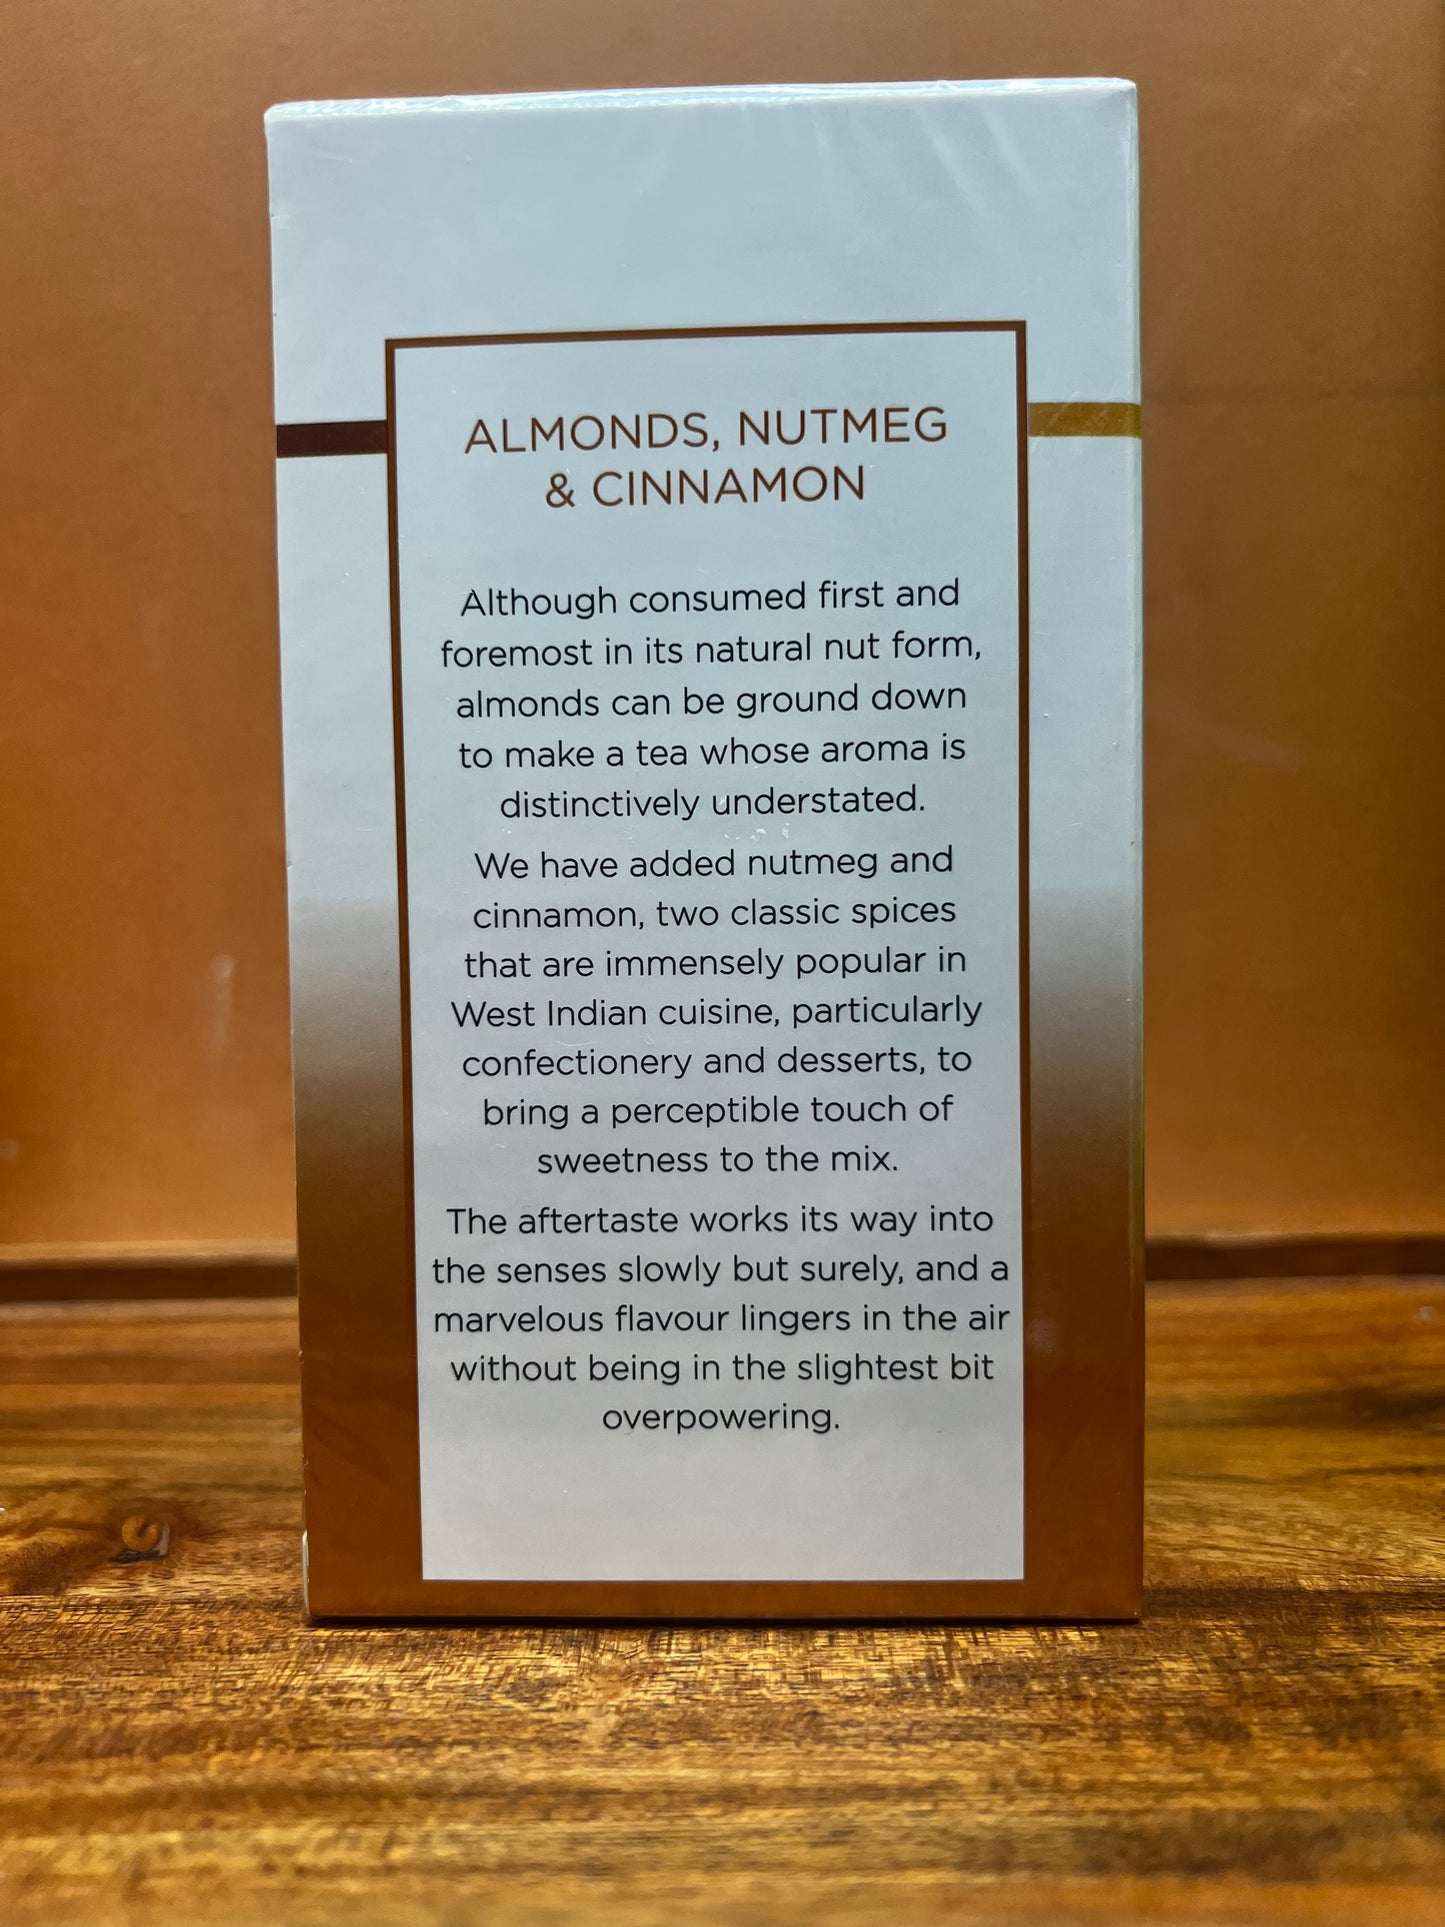 ALMONDS, NUTMEG
& CINNAMON
Although consumed first and
foremost in its natural nut form,
almonds can be ground down
to make a tea whose aroma is
distinctively understated.
We have added nutmeg and
cinnamon, two classic spices
that are immensely popular in
West Indian cuisine, particularly
confectionery and desserts, to
bring a perceptible touch of
sweetness to the mix.
The aftertaste works its way into
the senses slowly but surely, and a
marvelous flavour lingers in the air
without being in the slightest bit
overpowering.